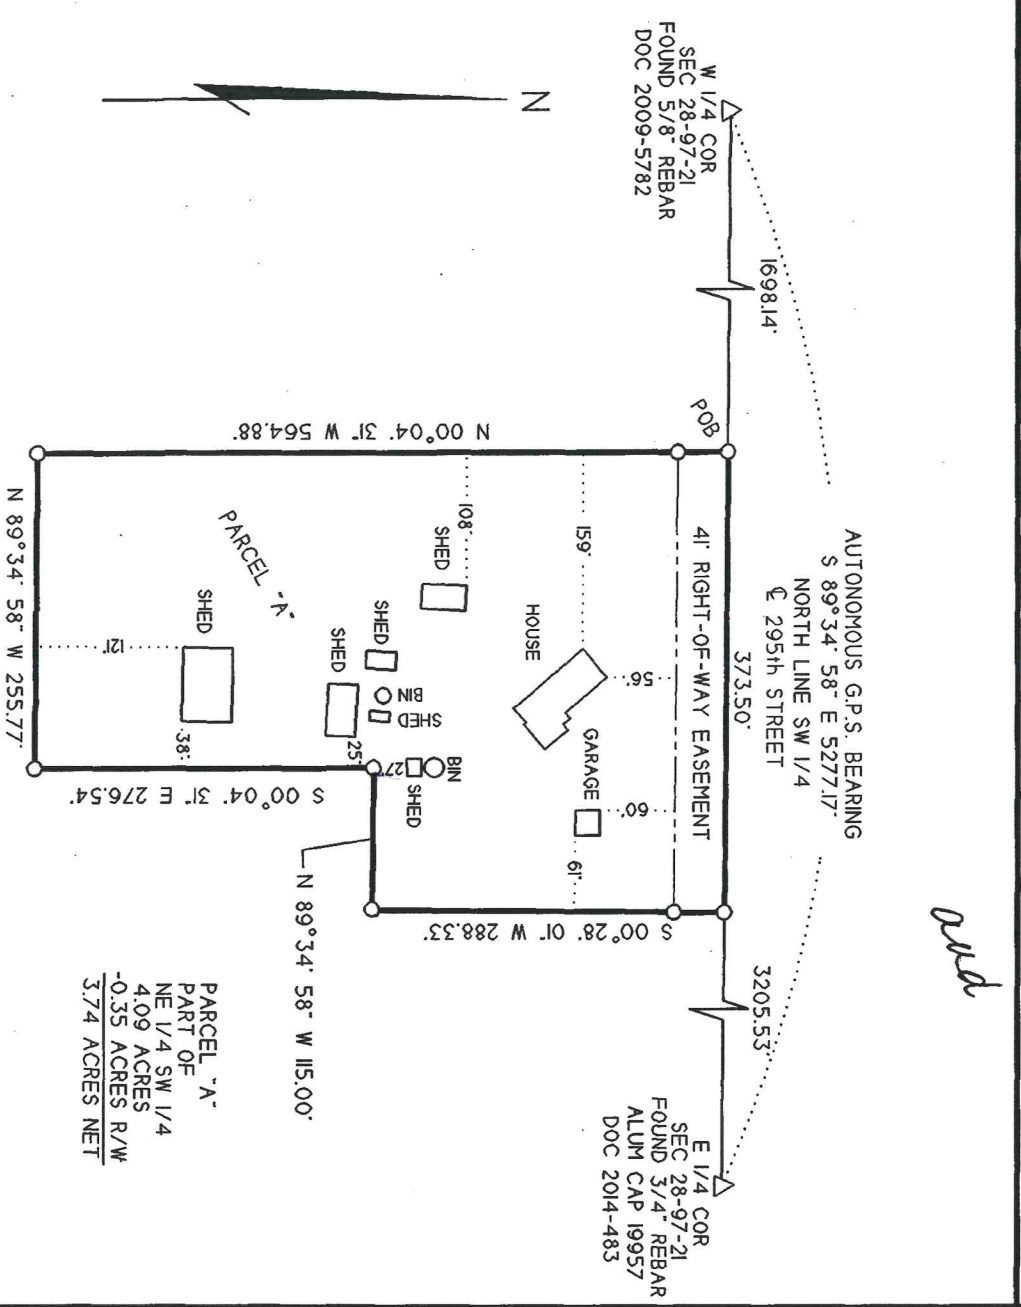 and
AUTONOMOUS G.P.S. BEARING
S 89°34' 58" E 5277.17'
NORTH LINE SW 1/4
℄ 295th STREET
1698.14'
373.50'
3205.53'
W 1/4 COR
SEC 28-97-21
FOUND 5/8" REBAR
DOC 2009-5782
E 1/4 COR
SEC 28-97-21
FOUND 3/4" REBAR
ALUM CAP 19957
DOC 2014-483
N
POB
41' RIGHT-OF-WAY EASEMENT
N 00°04' 31" W 564.88'
159'
56'
60'
HOUSE
GARAGE
61'
S 00°28' 01" W 288.33'
108'
SHED
BIN
SHED
27'
SHED
BIN
SHED
SHED
25'
N 89°34' 58" W 115.00'
PARCEL "A"
SHED
121'
38'
S 00°04' 31" E 276.54'
N 89°34' 58" W 255.77'
PARCEL "A"
PART OF
NE 1/4 SW 1/4
4.09 ACRES
-0.35 ACRES R/W
3.74 ACRES NET